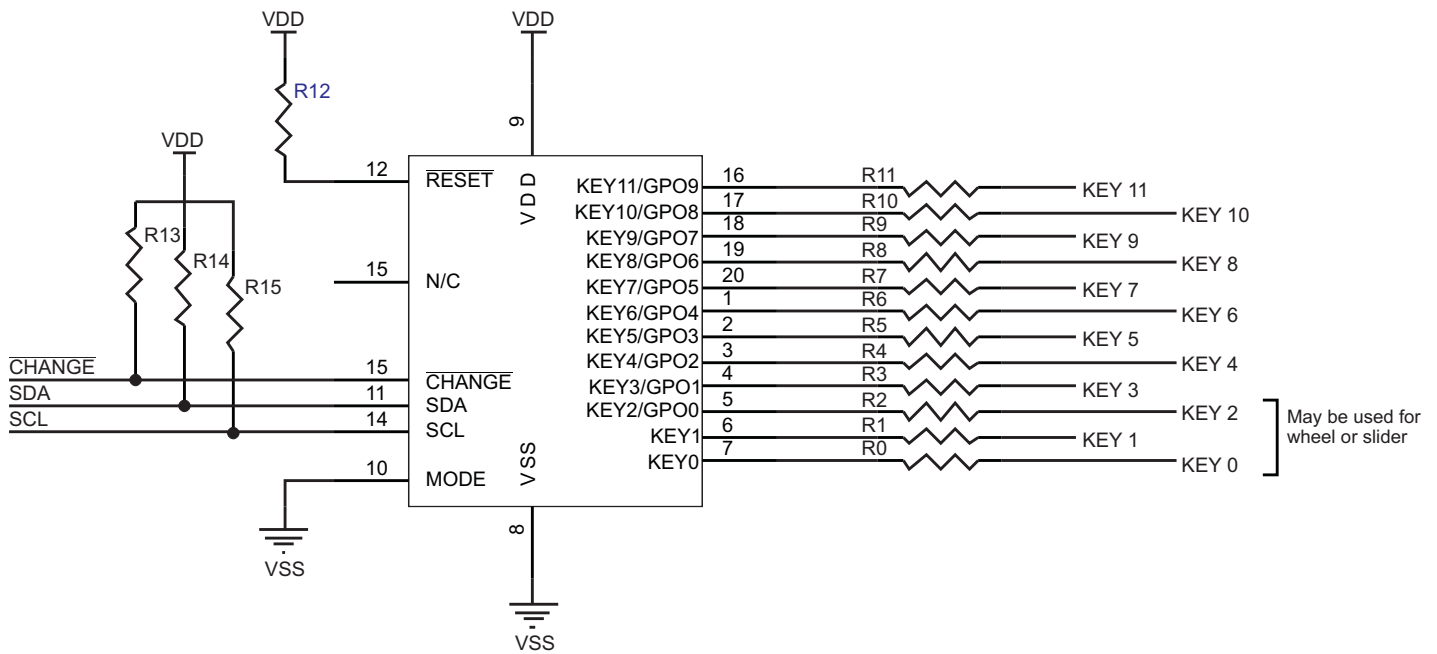 VDD
VDD
R12
9
VDD
12
RESET
VDD
R13
R14
R15
15
N/C
CHANGE
15
CHANGE
SDA
11
SDA
SCL
14
SCL
10
MODE
VSS
VSS
8
VSS
KEY11/GPO9
16
R11
KEY 11
KEY10/GPO8
17
R10
KEY 10
KEY9/GPO7
18
R9
KEY 9
KEY8/GPO6
19
R8
KEY 8
KEY7/GPO5
20
R7
KEY 7
KEY6/GPO4
1
R6
KEY 6
KEY5/GPO3
2
R5
KEY 5
KEY4/GPO2
3
R4
KEY 4
KEY3/GPO1
4
R3
KEY 3
KEY2/GPO0
5
R2
KEY 2
KEY1
6
R1
KEY 1
KEY0
7
R0
KEY 0
May be used for
wheel or slider